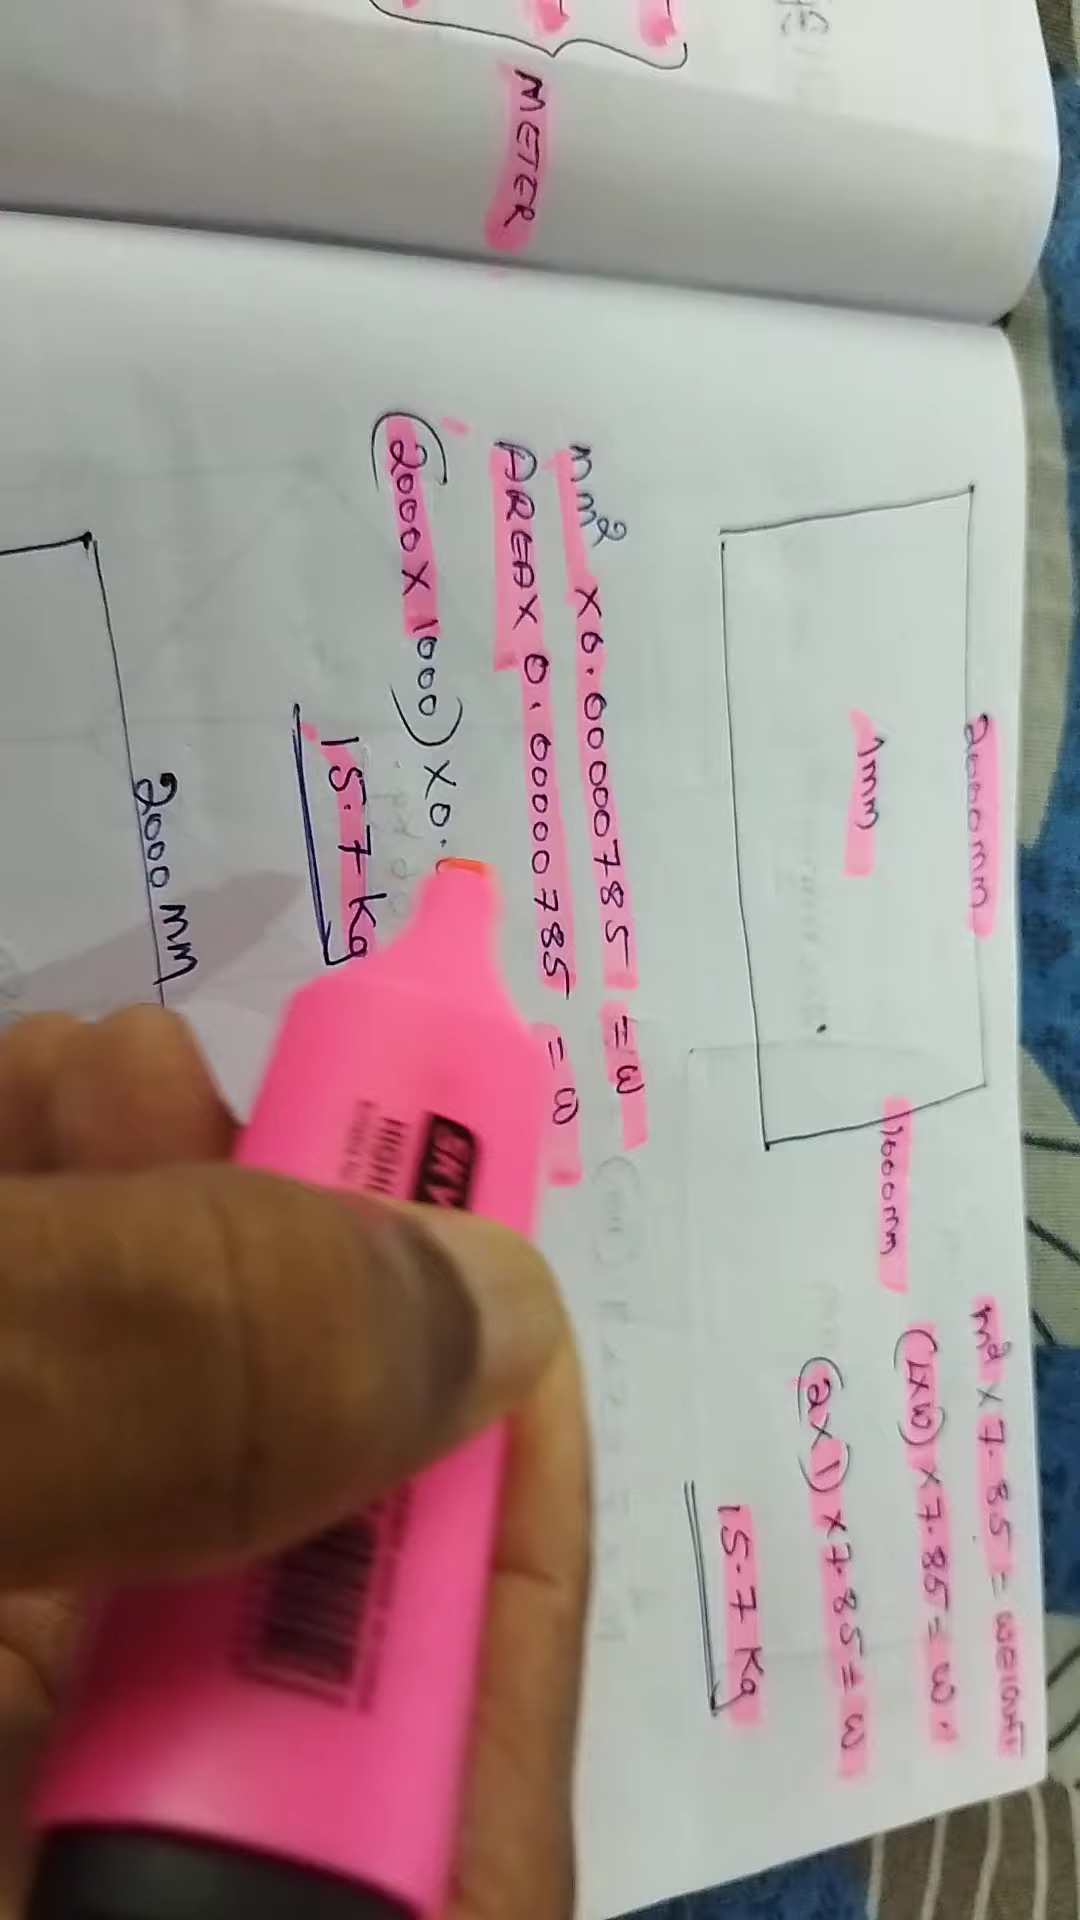 METER
2000mm
1mm
1000mm
m² x 7.85 = weight
(L x W) x 7.85 = W.
(2x1) x 7.85 = W
15.7 Kg
mm² x 0.00000785 = W
AREA x 0.00000785 = W
(2000 x 1000) x 0.
15.7 Kg
2000 mm